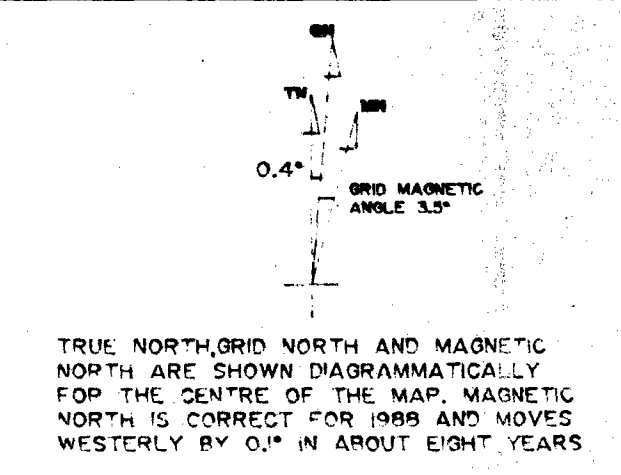 GN
TN
MN
0.4°
GRID MAGNETIC
ANGLE 3.5°
TRUE NORTH, GRID NORTH AND MAGNETIC
NORTH ARE SHOWN DIAGRAMMATICALLY
FOR THE CENTRE OF THE MAP. MAGNETIC
NORTH IS CORRECT FOR 1988 AND MOVES
WESTERLY BY 0.1° IN ABOUT EIGHT YEARS